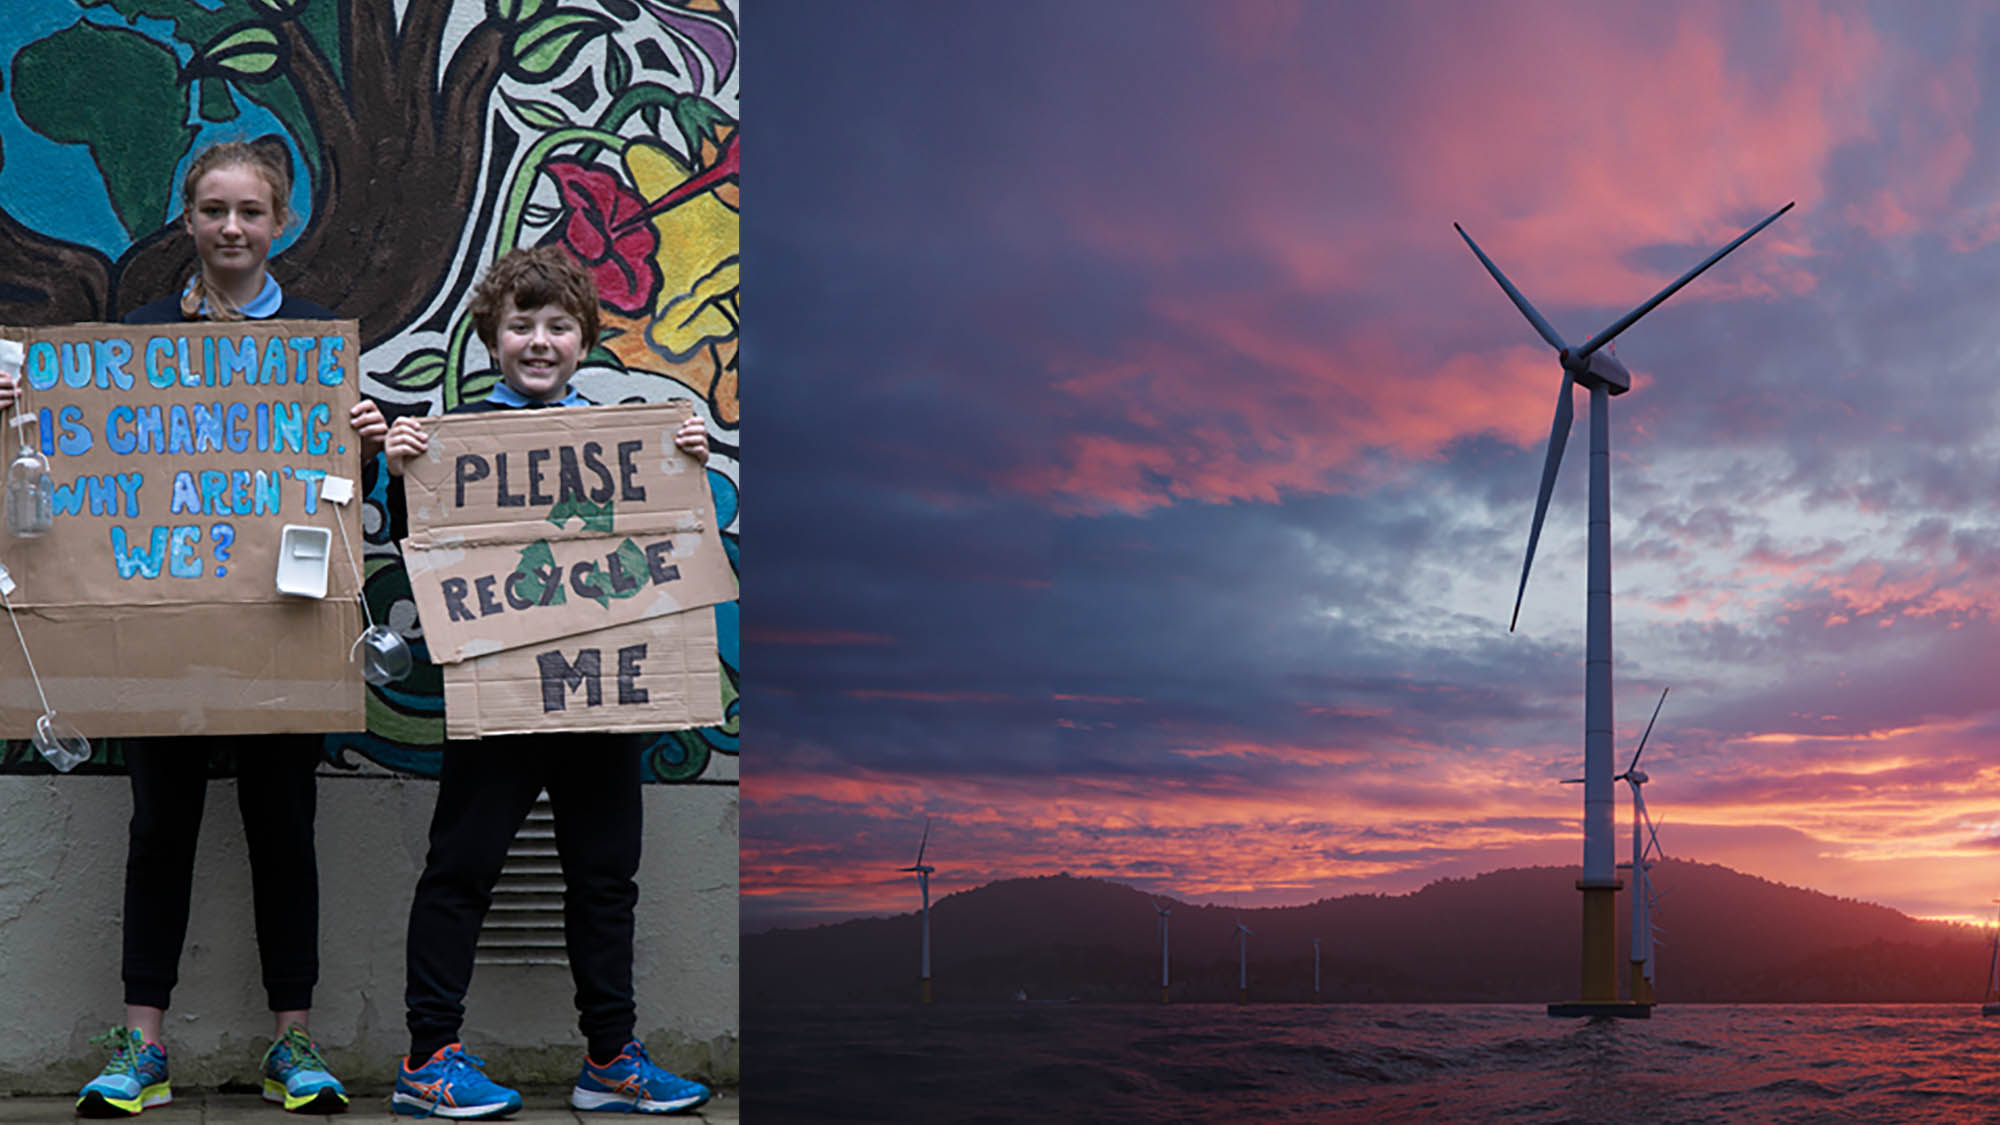 OUR CLIMATE
IS CHANGING.
WHY AREN'T
WE?
PLEASE
RECYCLE
ME